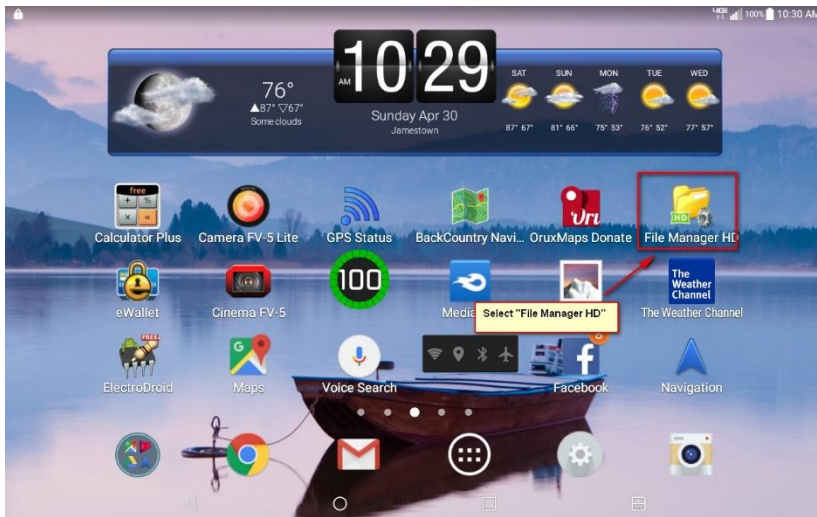 4G
100% 10:30 AM
AM
10 29
76°
▲87° ▽67°
Some clouds
Sunday Apr 30
Jamestown
SAT SUN MON TUE WED
87° 67° 81° 66° 75° 53° 76° 52° 77° 57°
free
Calculator Plus Camera FV-5 Lite GPS Status BackCountry Navi... OruxMaps Donate File Manager HD
HD
100
The
Weather
Channel
eWallet Cinema FV-5 Media The Weather Channel
Select "File Manager HD"
FREE
ElectroDroid Maps Voice Search Facebook Navigation